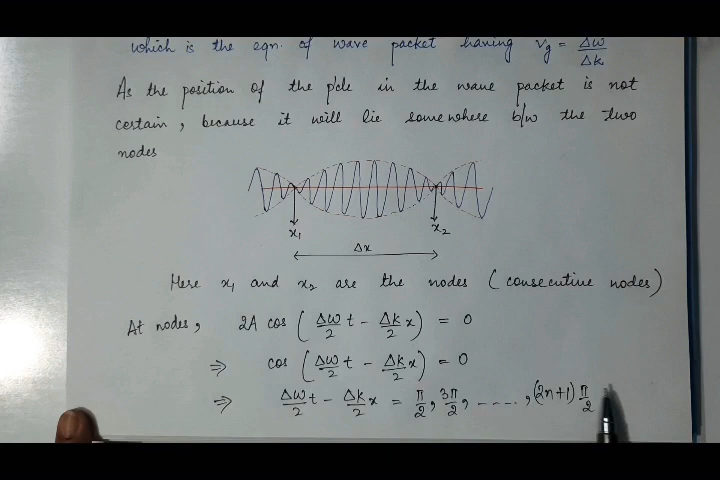 which is the eqn. of wave packet having Vg = Δω/Δk
As the position of the p'cle in the wave packet is not
certain, because it will lie somewhere b/w the two
nodes
x₁ x₂
Δx
Here x₁ and x₂ are the nodes (consecutive nodes)
At nodes, 2A cos (Δω/2 t - Δk/2 x) = 0
⇒ cos (Δω/2 t - Δk/2 x) = 0
⇒ Δω/2 t - Δk/2 x = π/2, 3π/2, -----, (2n+1) π/2